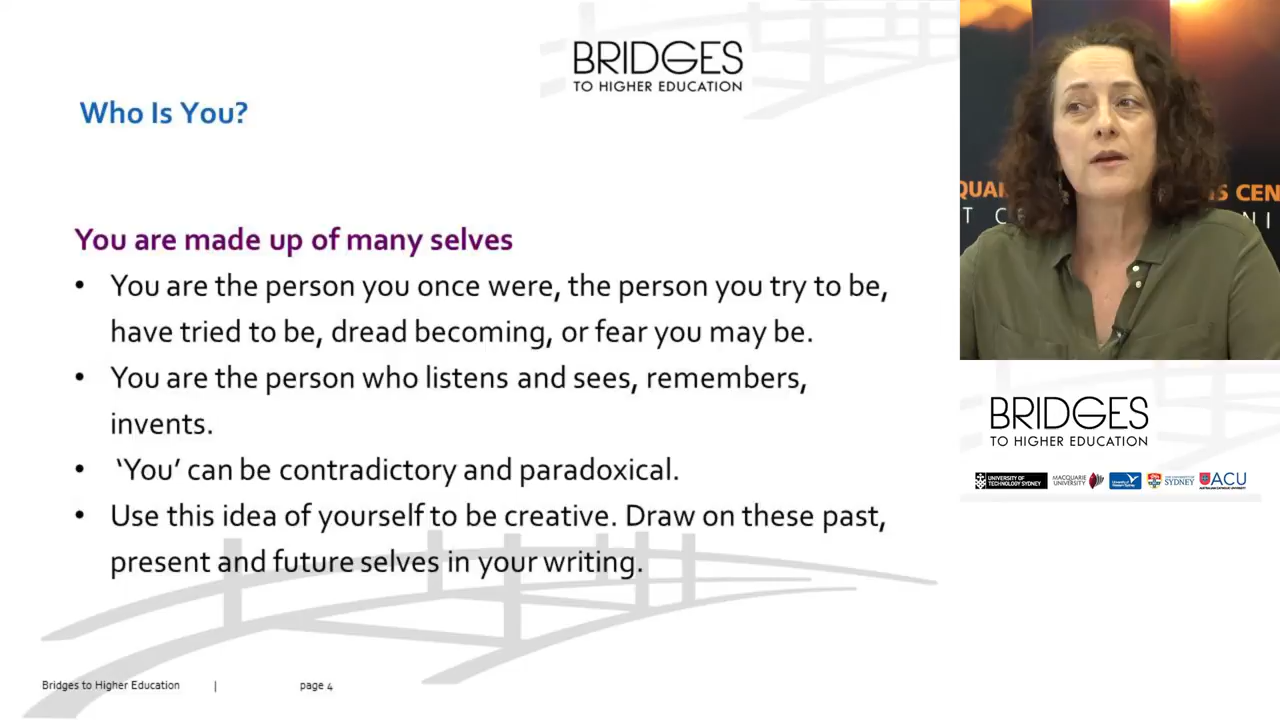 BRIDGES
TO HIGHER EDUCATION
Who Is You?
You are made up of many selves
• You are the person you once were, the person you try to be,
have tried to be, dread becoming, or fear you may be.
• You are the person who listens and sees, remembers,
invents.
• ‘You’ can be contradictory and paradoxical.
• Use this idea of yourself to be creative. Draw on these past,
present and future selves in your writing.
Bridges to Higher Education | page 4
BRIDGES
TO HIGHER EDUCATION
UNIVERSITY OF
TECHNOLOGY SYDNEY
MACQUARIE
UNIVERSITY
SYDNEY
ACU